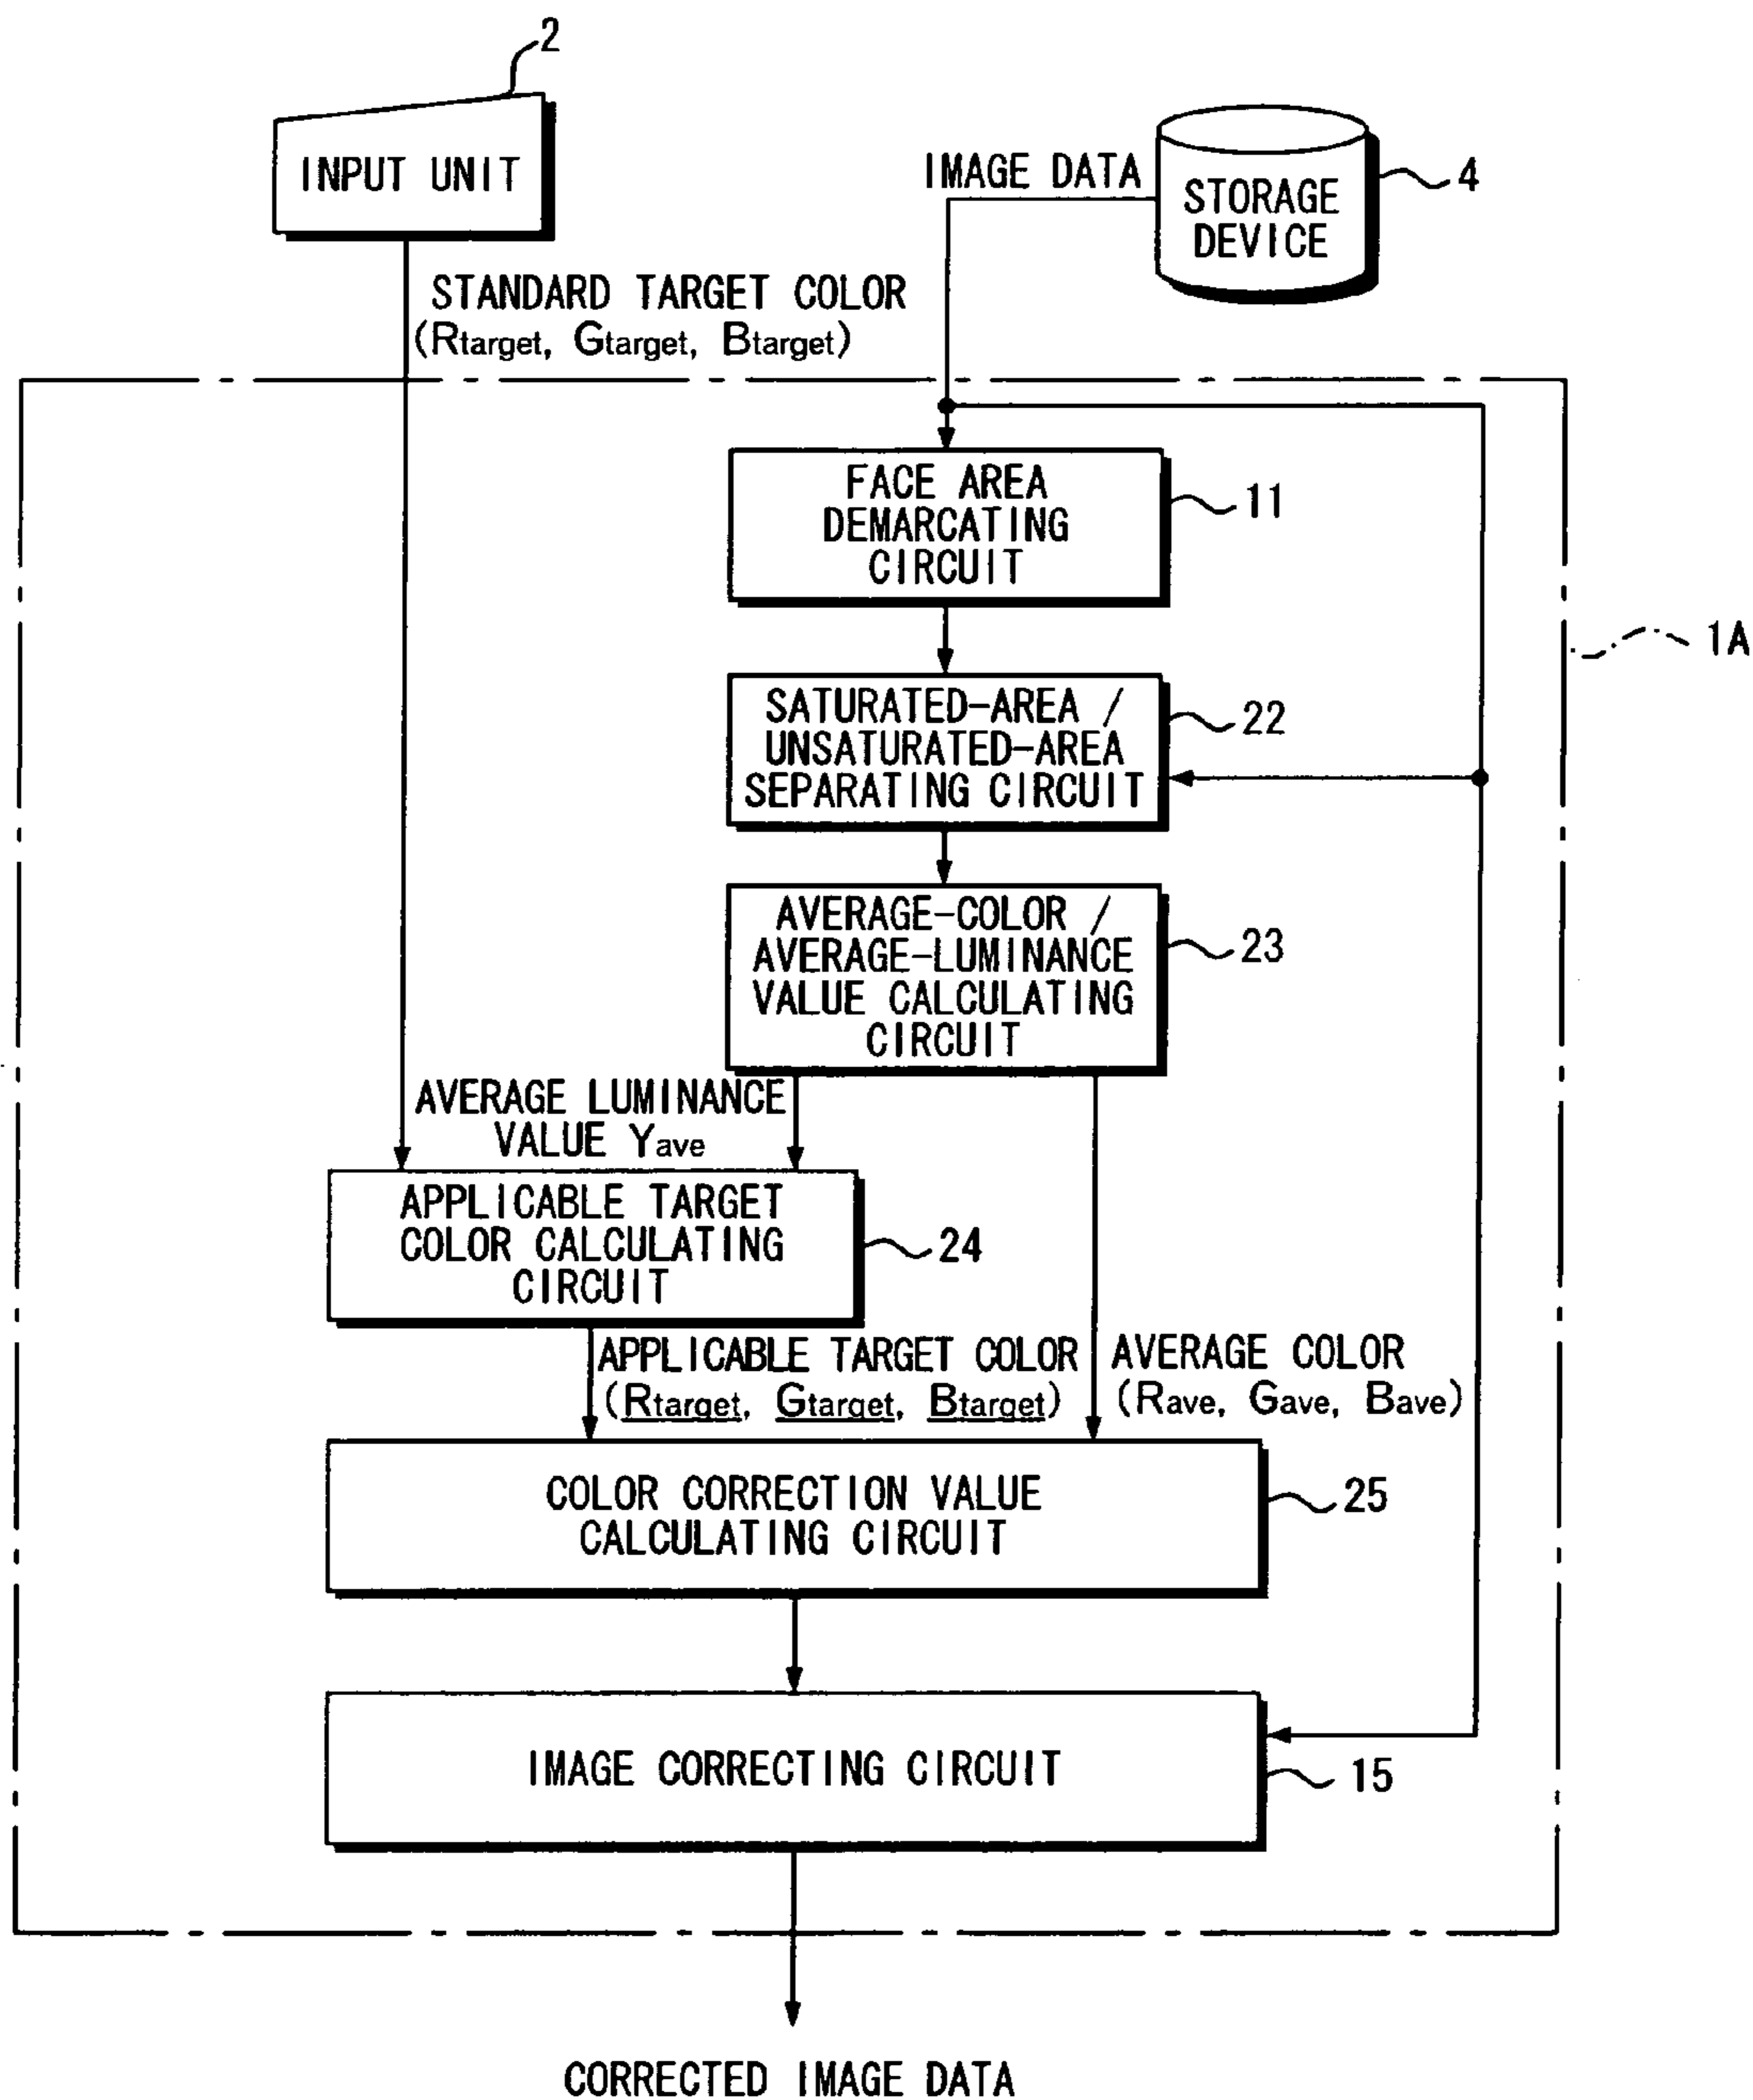 2
INPUT UNIT
IMAGE DATA
STORAGE
DEVICE
4
STANDARD TARGET COLOR
(Rtarget, Gtarget, Btarget)
FACE AREA
DEMARCATING
CIRCUIT
11
1A
SATURATED-AREA /
UNSATURATED-AREA
SEPARATING CIRCUIT
22
AVERAGE-COLOR /
AVERAGE-LUMINANCE
VALUE CALCULATING
CIRCUIT
23
AVERAGE LUMINANCE
VALUE Yave
APPLICABLE TARGET
COLOR CALCULATING
CIRCUIT
24
APPLICABLE TARGET COLOR
(Rtarget, Gtarget, Btarget)
AVERAGE COLOR
(Rave, Gave, Bave)
COLOR CORRECTION VALUE
CALCULATING CIRCUIT
25
IMAGE CORRECTING CIRCUIT
15
CORRECTED IMAGE DATA